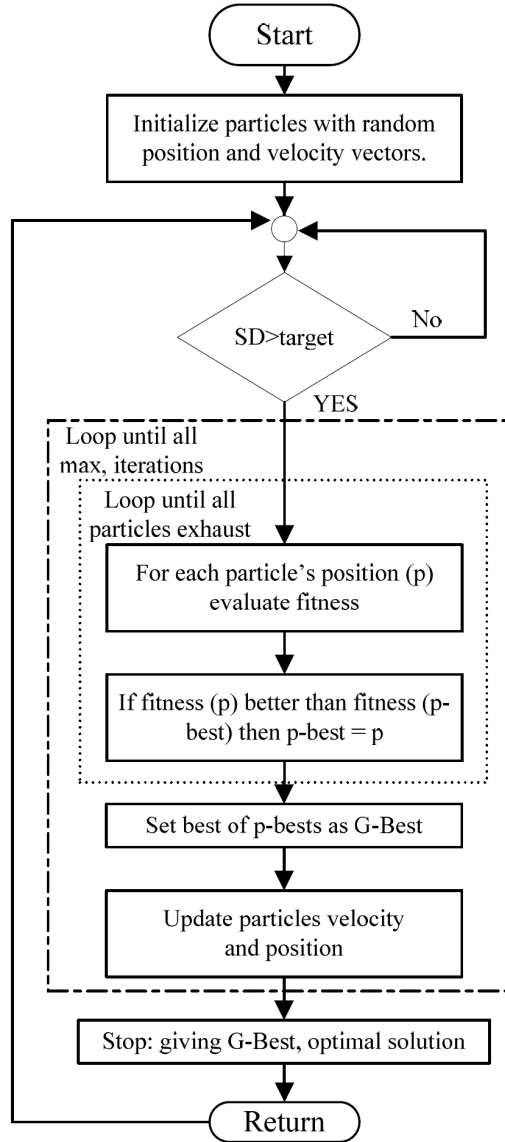 Start
Initialize particles with random
position and velocity vectors.
SD>target
No
YES
Loop until all
max, iterations
Loop until all
particles exhaust
For each particle’s position (p)
evaluate fitness
If fitness (p) better than fitness (p-
best) then p-best = p
Set best of p-bests as G-Best
Update particles velocity
and position
Stop: giving G-Best, optimal solution
Return